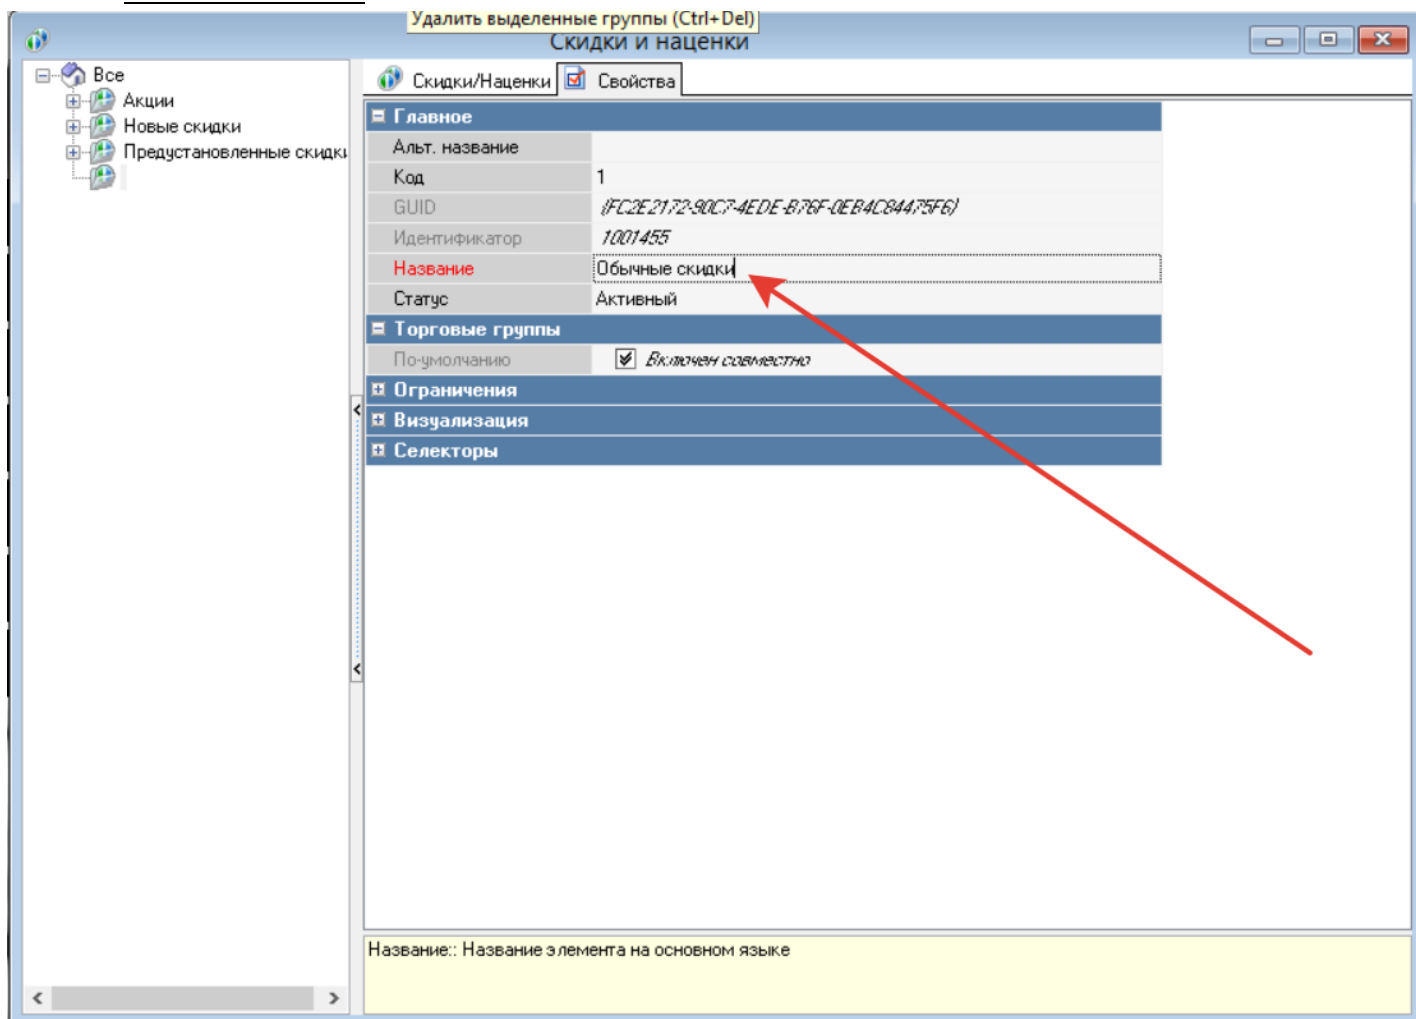 Удалить выделенные группы (Ctrl+Del)
Скидки и наценки
Все
Акции
Новые скидки
Предустановленные скидки
Скидки/Наценки
Свойства
Главное
Альт. название
Код 1
GUID {FC2E2172-90C7-4EDE-B76F-0EB4C84475F6}
Идентификатор 1001455
Название Обычные скидки
Статус Активный
Торговые группы
По-умолчанию Включен совместно
Ограничения
Визуализация
Селекторы
Название:: Название элемента на основном языке